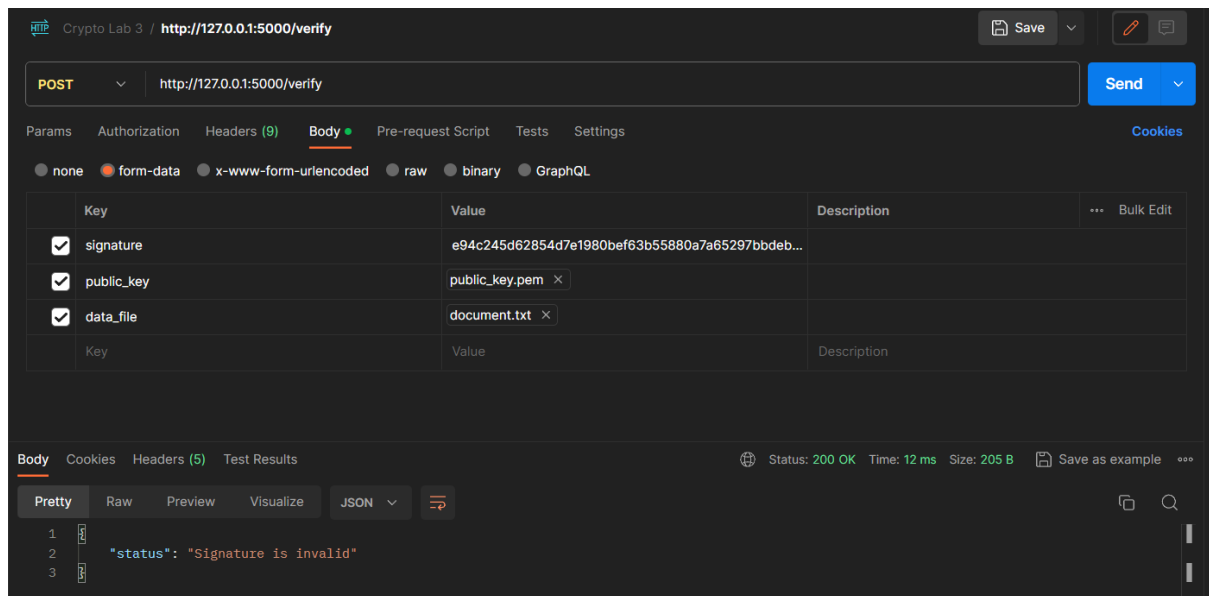 HTTP Crypto Lab 3 / http://127.0.0.1:5000/verify Save
POST http://127.0.0.1:5000/verify Send
Params Authorization Headers (9) Body Pre-request Script Tests Settings Cookies
none form-data x-www-form-urlencoded raw binary GraphQL
Key Value Description Bulk Edit
signature e94c245d62854d7e1980bef63b55880a7a65297bbdeb...
public_key public_key.pem
data_file document.txt
Key Value Description
Body Cookies Headers (5) Test Results Status: 200 OK Time: 12 ms Size: 205 B Save as example
Pretty Raw Preview Visualize JSON
1 {
2 "status": "Signature is invalid"
3 }